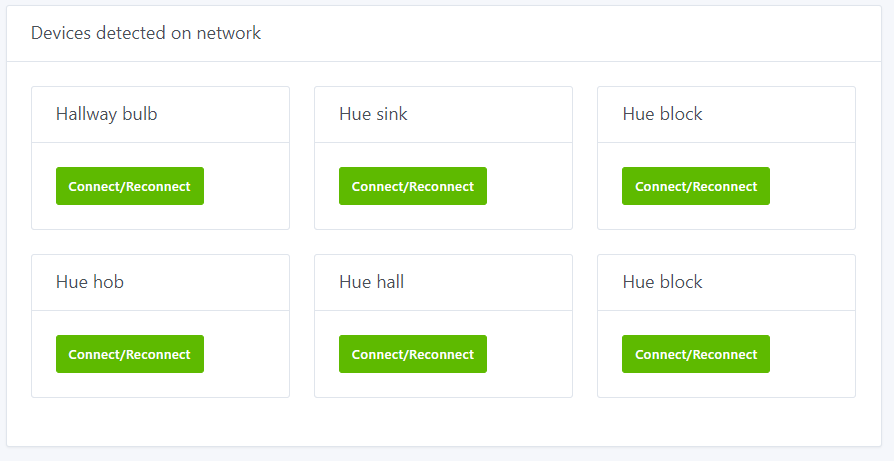 Devices detected on network
Hallway bulb
Hue sink
Hue block
Connect/Reconnect
Connect/Reconnect
Connect/Reconnect
Hue hob
Hue hall
Hue block
Connect/Reconnect
Connect/Reconnect
Connect/Reconnect